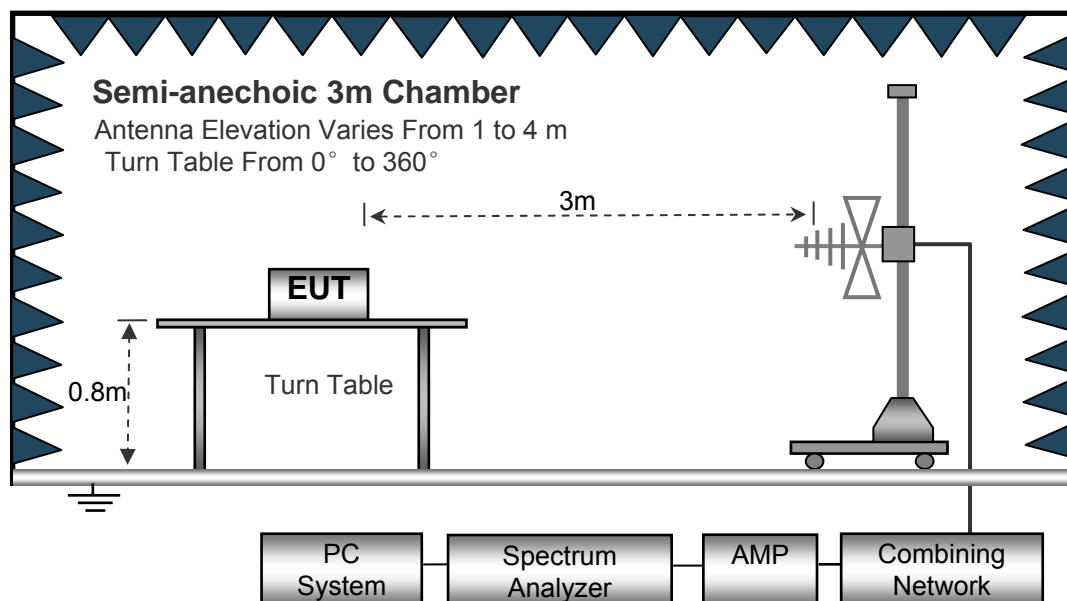 Semi-anechoic 3m Chamber
Antenna Elevation Varies From 1 to 4 m
Turn Table From 0° to 360°
3m
EUT
0.8m
Turn Table
PC
System
Spectrum
Analyzer
AMP
Combining
Network